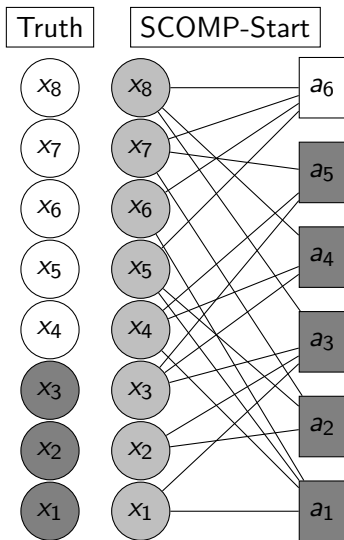 Truth SCOMP-Start
x8 x8 a6
x7 x7 a5
x6 x6 a4
x5 x5 a3
x4 x4 a2
x3 x3 a1
x2 x2
x1 x1